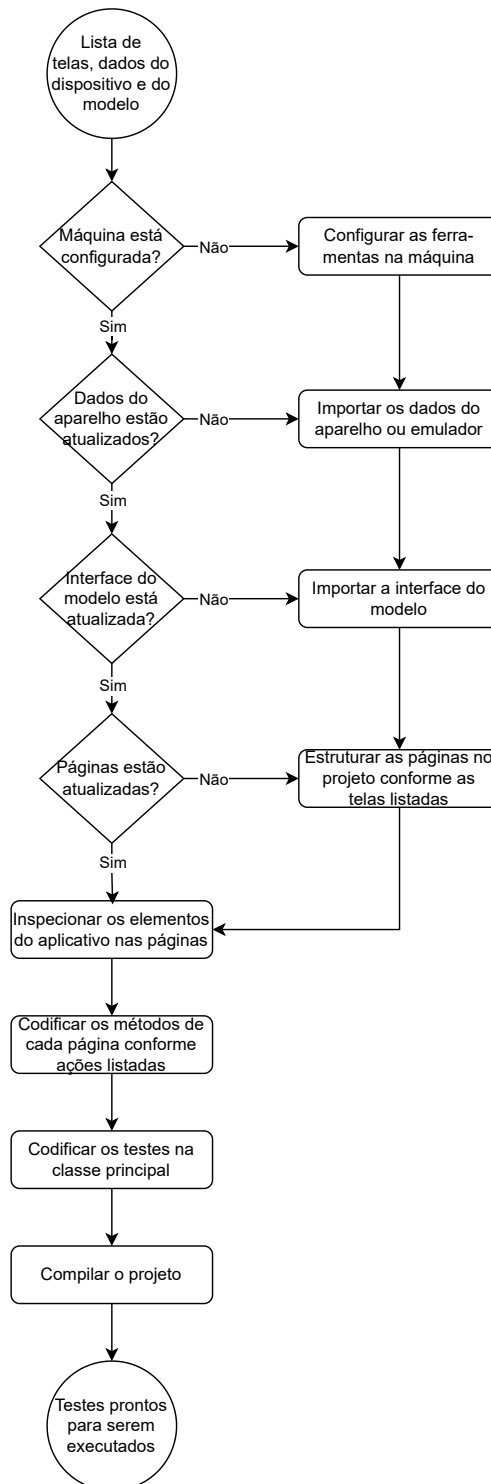 Lista de
telas, dados do
dispositivo e do
modelo
Máquina está
configurada?
Não
Configurar as ferra-
mentas na máquina
Sim
Dados do
aparelho estão
atualizados?
Não
Importar os dados do
aparelho ou emulador
Sim
Interface do
modelo está
atualizada?
Não
Importar a interface do
modelo
Sim
Páginas estão
atualizadas?
Não
Estruturar as páginas no
projeto conforme as
telas listadas
Sim
Inspecionar os elementos
do aplicativo nas páginas
Codificar os métodos de
cada página conforme
ações listadas
Codificar os testes na
classe principal
Compilar o projeto
Testes prontos
para serem
executados